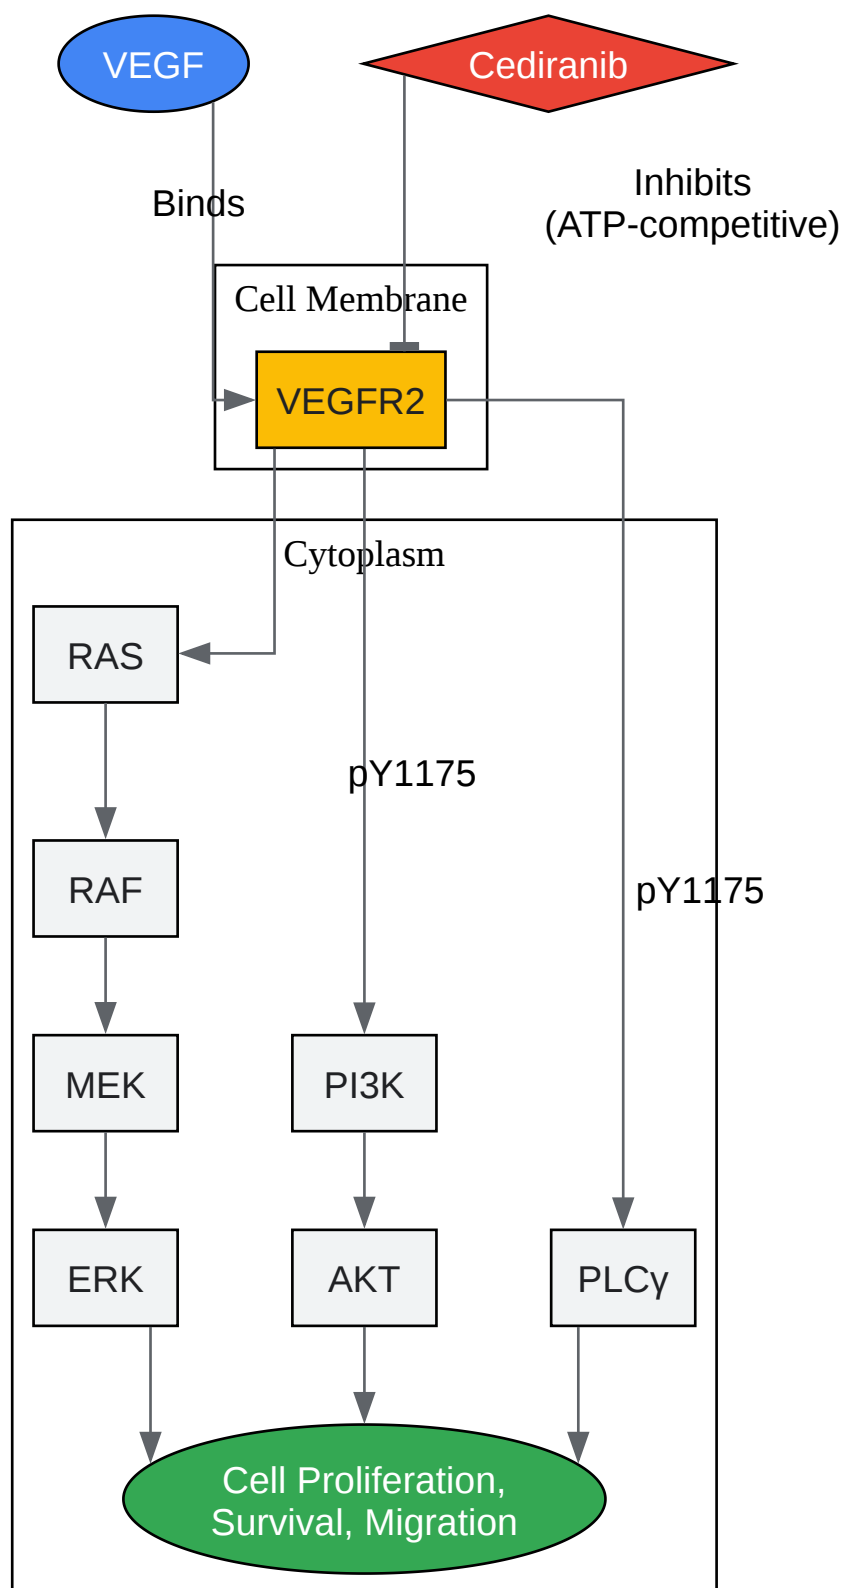 VEGF
Cediranib
Binds
Inhibits
(ATP-competitive)
Cell Membrane
VEGFR2
Cytoplasm
RAS
pY1175
RAF
pY1175
MEK
PI3K
ERK
AKT
PLCγ
Cell Proliferation,
Survival, Migration